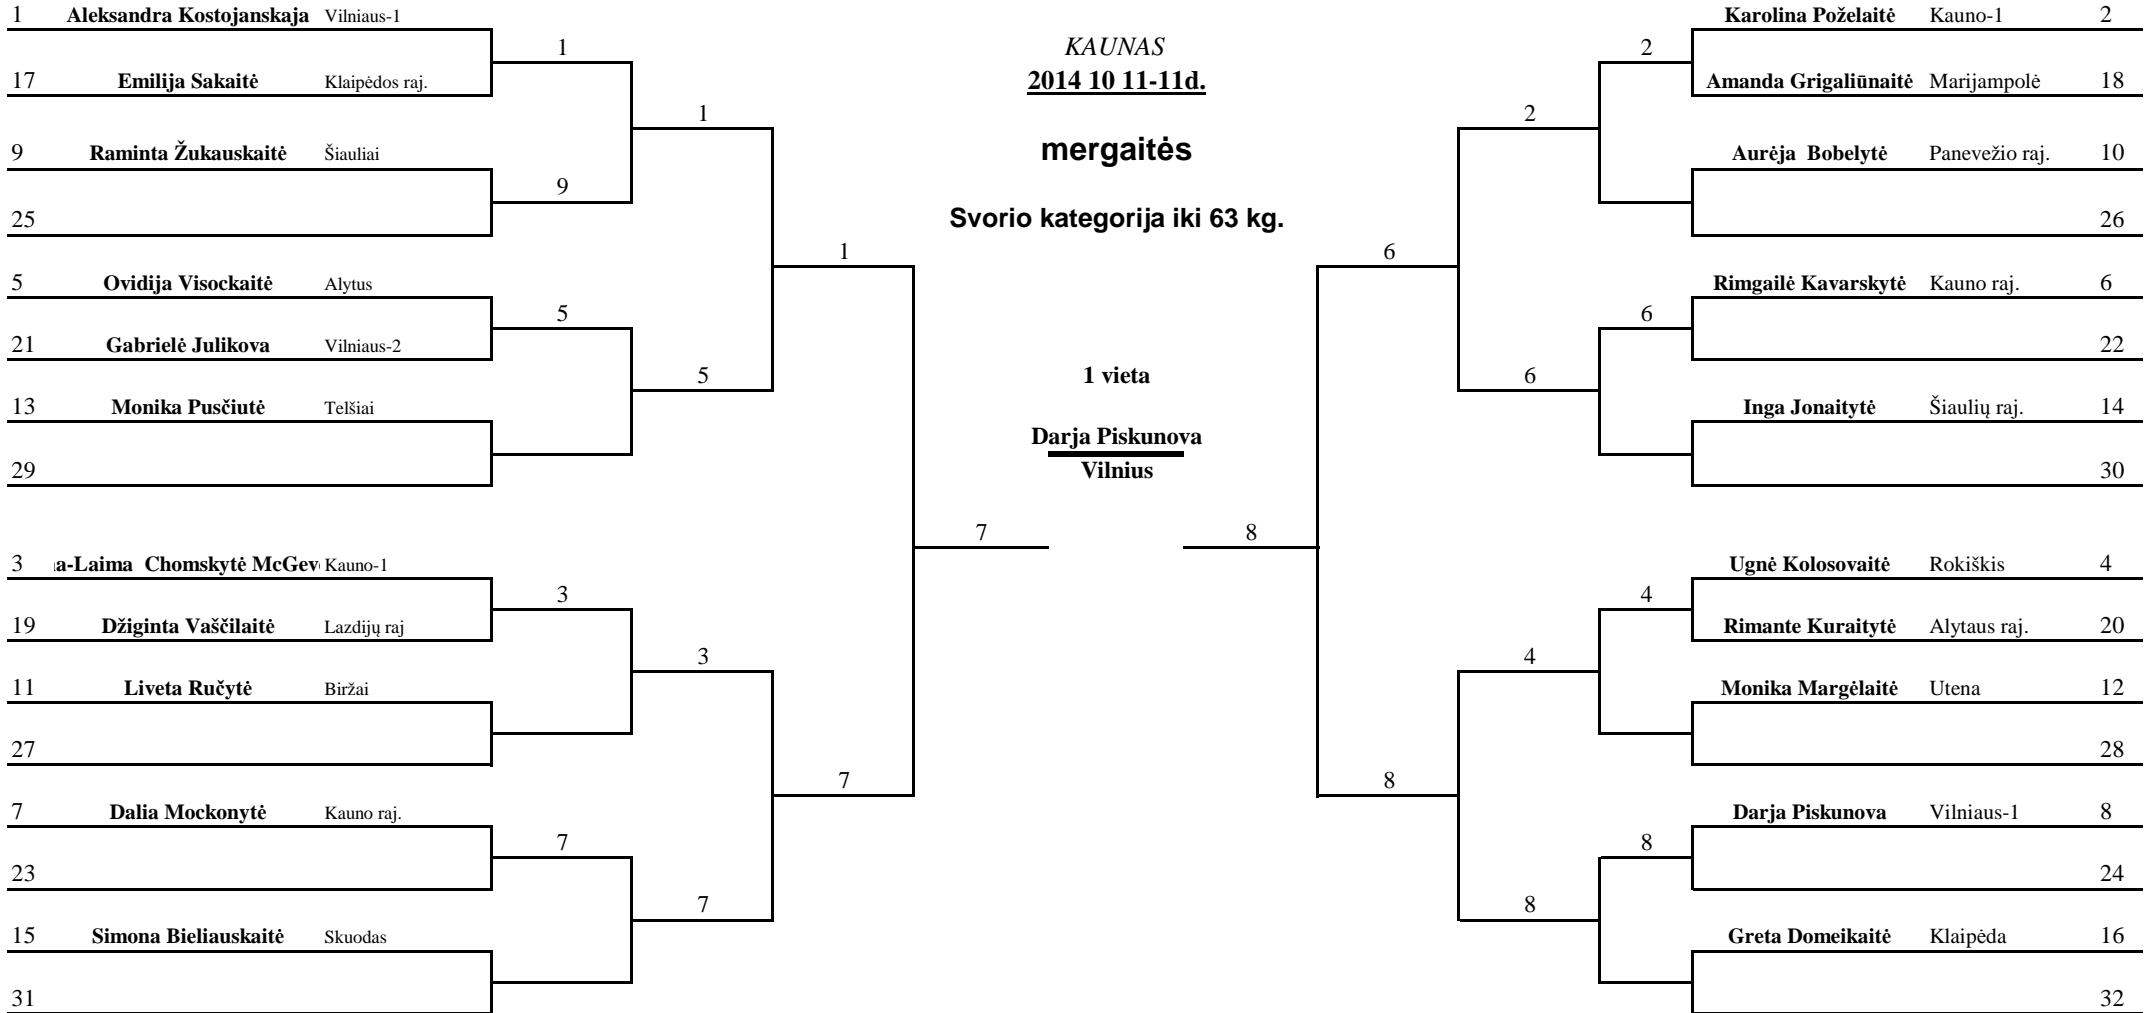 1 Aleksandra Kostojanskaja Vilniaus-1
1
17 Emilija Sakaitė Klaipėdos raj.
1
9 Raminta Žukauskaitė Šiauliai
9
25
1
5 Ovidija Visockaitė Alytus
5
21 Gabrielė Julikova Vilniaus-2
5
13 Monika Pusčiutė Telšiai
29
7
3 a-Laima Chomskytė McGev Kauno-1
3
19 Džiginta Vaščilaitė Lazdijų raj
3
11 Liveta Ručytė Biržai
27
7
7 Dalia Mockonytė Kauno raj.
7
23
7
15 Simona Bieliauskaitė Skuodas
31
KAUNAS
2014 10 11-11d.
mergaitės
Svorio kategorija iki 63 kg.
1 vieta
Darja Piskunova
Vilnius
Karolina Poželaitė Kauno-1 2
2
Amanda Grigaliūnaitė Marijampolė 18
2
Aurėja Bobelytė Panevežio raj. 10
26
6
Rimgailė Kavarskytė Kauno raj. 6
6
22
6
Inga Jonaitytė Šiaulių raj. 14
30
8
Ugnė Kolosovaitė Rokiškis 4
4
Rimante Kuraitytė Alytaus raj. 20
4
Monika Margėlaitė Utena 12
28
8
Darja Piskunova Vilniaus-1 8
8
24
8
Greta Domeikaitė Klaipėda 16
32